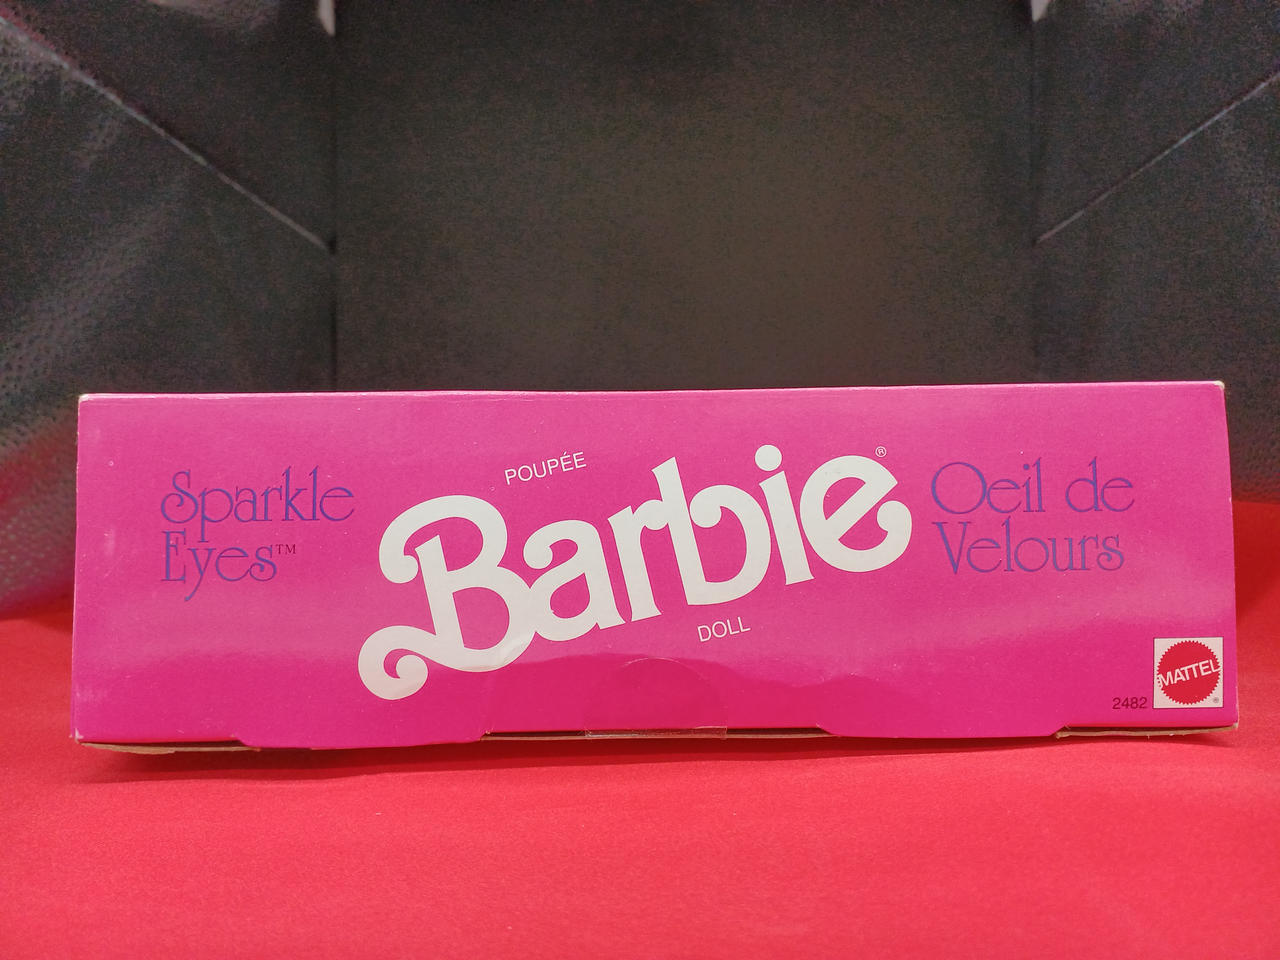 Sparkle
Eyes™
POUPÉE
Barbie®
DOLL
Oeil de
Velours
2482
MATTEL®